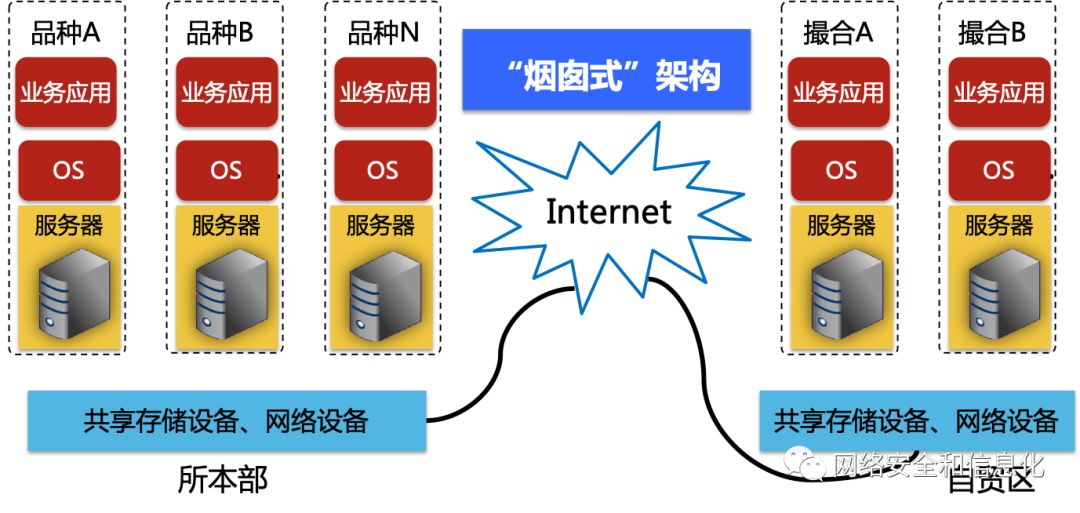 品种A
品种B
品种N
撮合A
撮合B
“烟囱式”架构
业务应用
业务应用
业务应用
业务应用
业务应用
OS
OS
OS
OS
OS
Internet
服务器
服务器
服务器
服务器
服务器
共享存储设备、网络设备
共享存储设备、网络设备
所本部
自贸区
网络安全和信息化